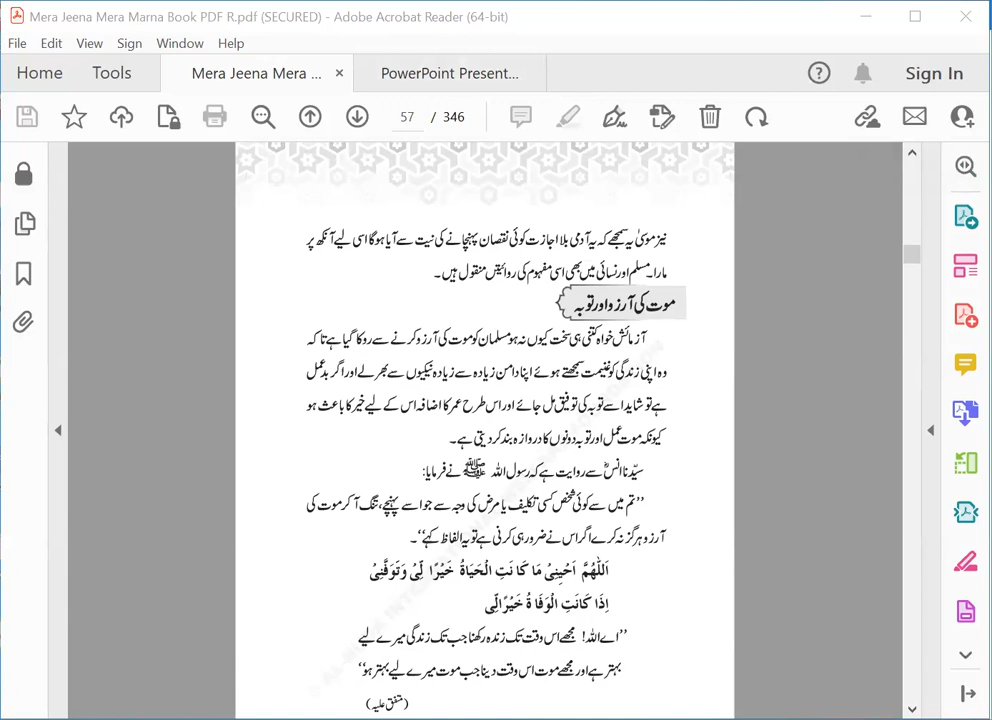 Mera Jeena Mera Marna Book PDF R.pdf (SECURED) - Adobe Acrobat Reader (64-bit)
File Edit View Sign Window Help
Home Tools Mera Jeena Mera ... × PowerPoint Present... Sign In
57 / 346
نیز موسیٰ یہ سمجھے کہ یہ آدمی بلا اجازت کوئی نقصان پہنچانے کی نیت سے آیا ہوگا اسی لیے آنکھ پر
مارا۔ مسلم اور نسائی میں بھی اسی مفہوم کی روائیتں منقول ہیں۔
موت کی آرزو اور توبہ
آزمائش خواہ کتنی ہی سخت کیوں نہ ہو مسلمان کو موت کی آرزو کرنے سے روکا گیا ہے تا کہ
وہ اپنی زندگی کو غنیمت سمجھتے ہوئے اپنا دامن زیادہ سے زیادہ نیکیوں سے بھر لے اور اگر بدعمل
ہے تو شاید اسے توبہ کی توفیق مل جائے اور اس طرح عمر کا اضافہ اس کے لیے خیر کا باعث ہو
کیونکہ موت عمل اور توبہ دونوں کا دروازہ بند کر دیتی ہے۔
سیّدنا انسؓ سے روایت ہے کہ رسول اللہ ﷺ نے فرمایا:
’’تم میں سے کوئی شخص کسی تکلیف یا مرض کی وجہ سے جو اسے پہنچے، تنگ آ کر موت کی
آرزو ہرگز نہ کرے اگر اس نے ضرور ہی کرنی ہے تو یہ الفاظ کہے‘‘۔
اَللّٰهُمَّ اَحْيِنِىْ مَا كَانَتِ الْحَيَاةُ خَيْرًا لِّىْ وَتَوَفَّنِىْ
اِذَا كَانَتِ الْوَفَاةُ خَيْرًا لِّى
’’اے اللہ! مجھے اس وقت تک زندہ رکھنا جب تک زندگی میرے لیے
بہتر ہے اور مجھے موت اس وقت دینا جب موت میرے لیے بہتر ہو‘‘
(متفق علیہ)